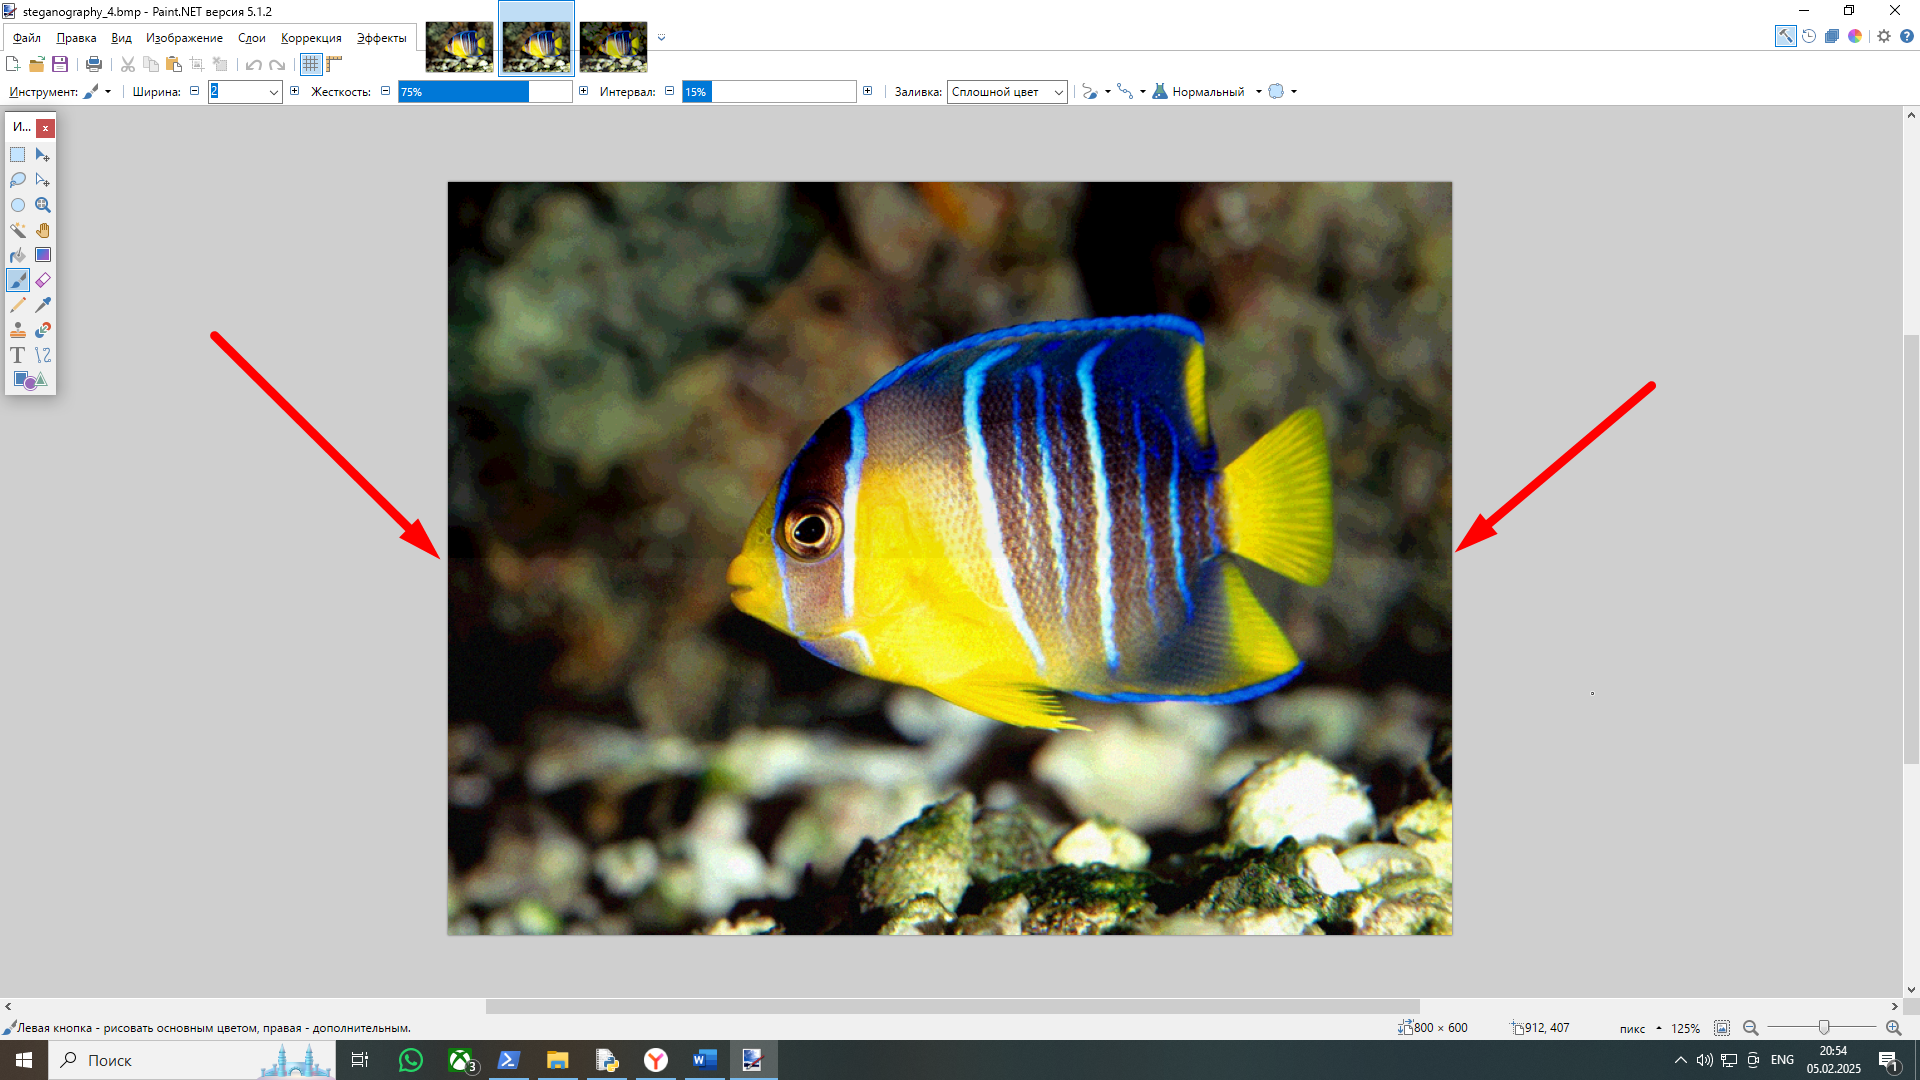 steganography_4.bmp - Paint.NET версия 5.1.2
Файл Правка Вид Изображение Слои Коррекция Эффекты
Инструмент: Ширина: 2 Жесткость: 75% Интервал: 15% Заливка: Сплошной цвет Нормальный
И...
Левая кнопка - рисовать основным цветом, правая - дополнительным.
800 × 600
912, 407
пикс
125%
Поиск
3
ENG
20:54
05.02.2025
1